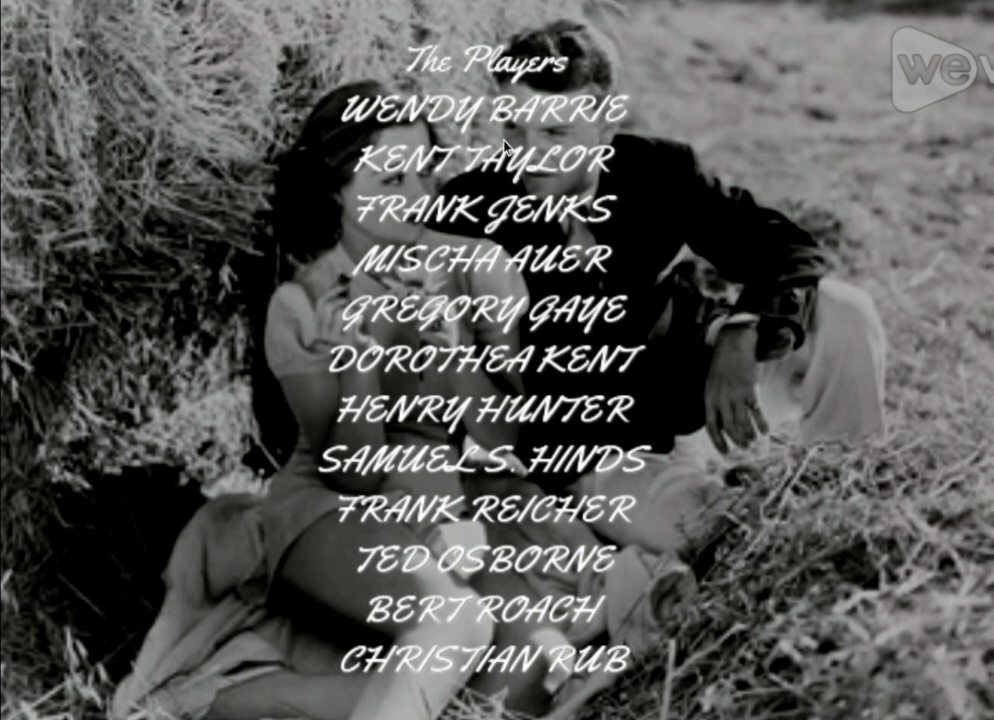 The Players
WENDY BARRIE
KENT TAYLOR
FRANK JENKS
MISCHA AUER
GREGORY GAYE
DOROTHEA KENT
HENRY HUNTER
SAMUEL S. HINDS
FRANK REICHER
TED OSBORNE
BERT ROACH
CHRISTIAN RUB
we